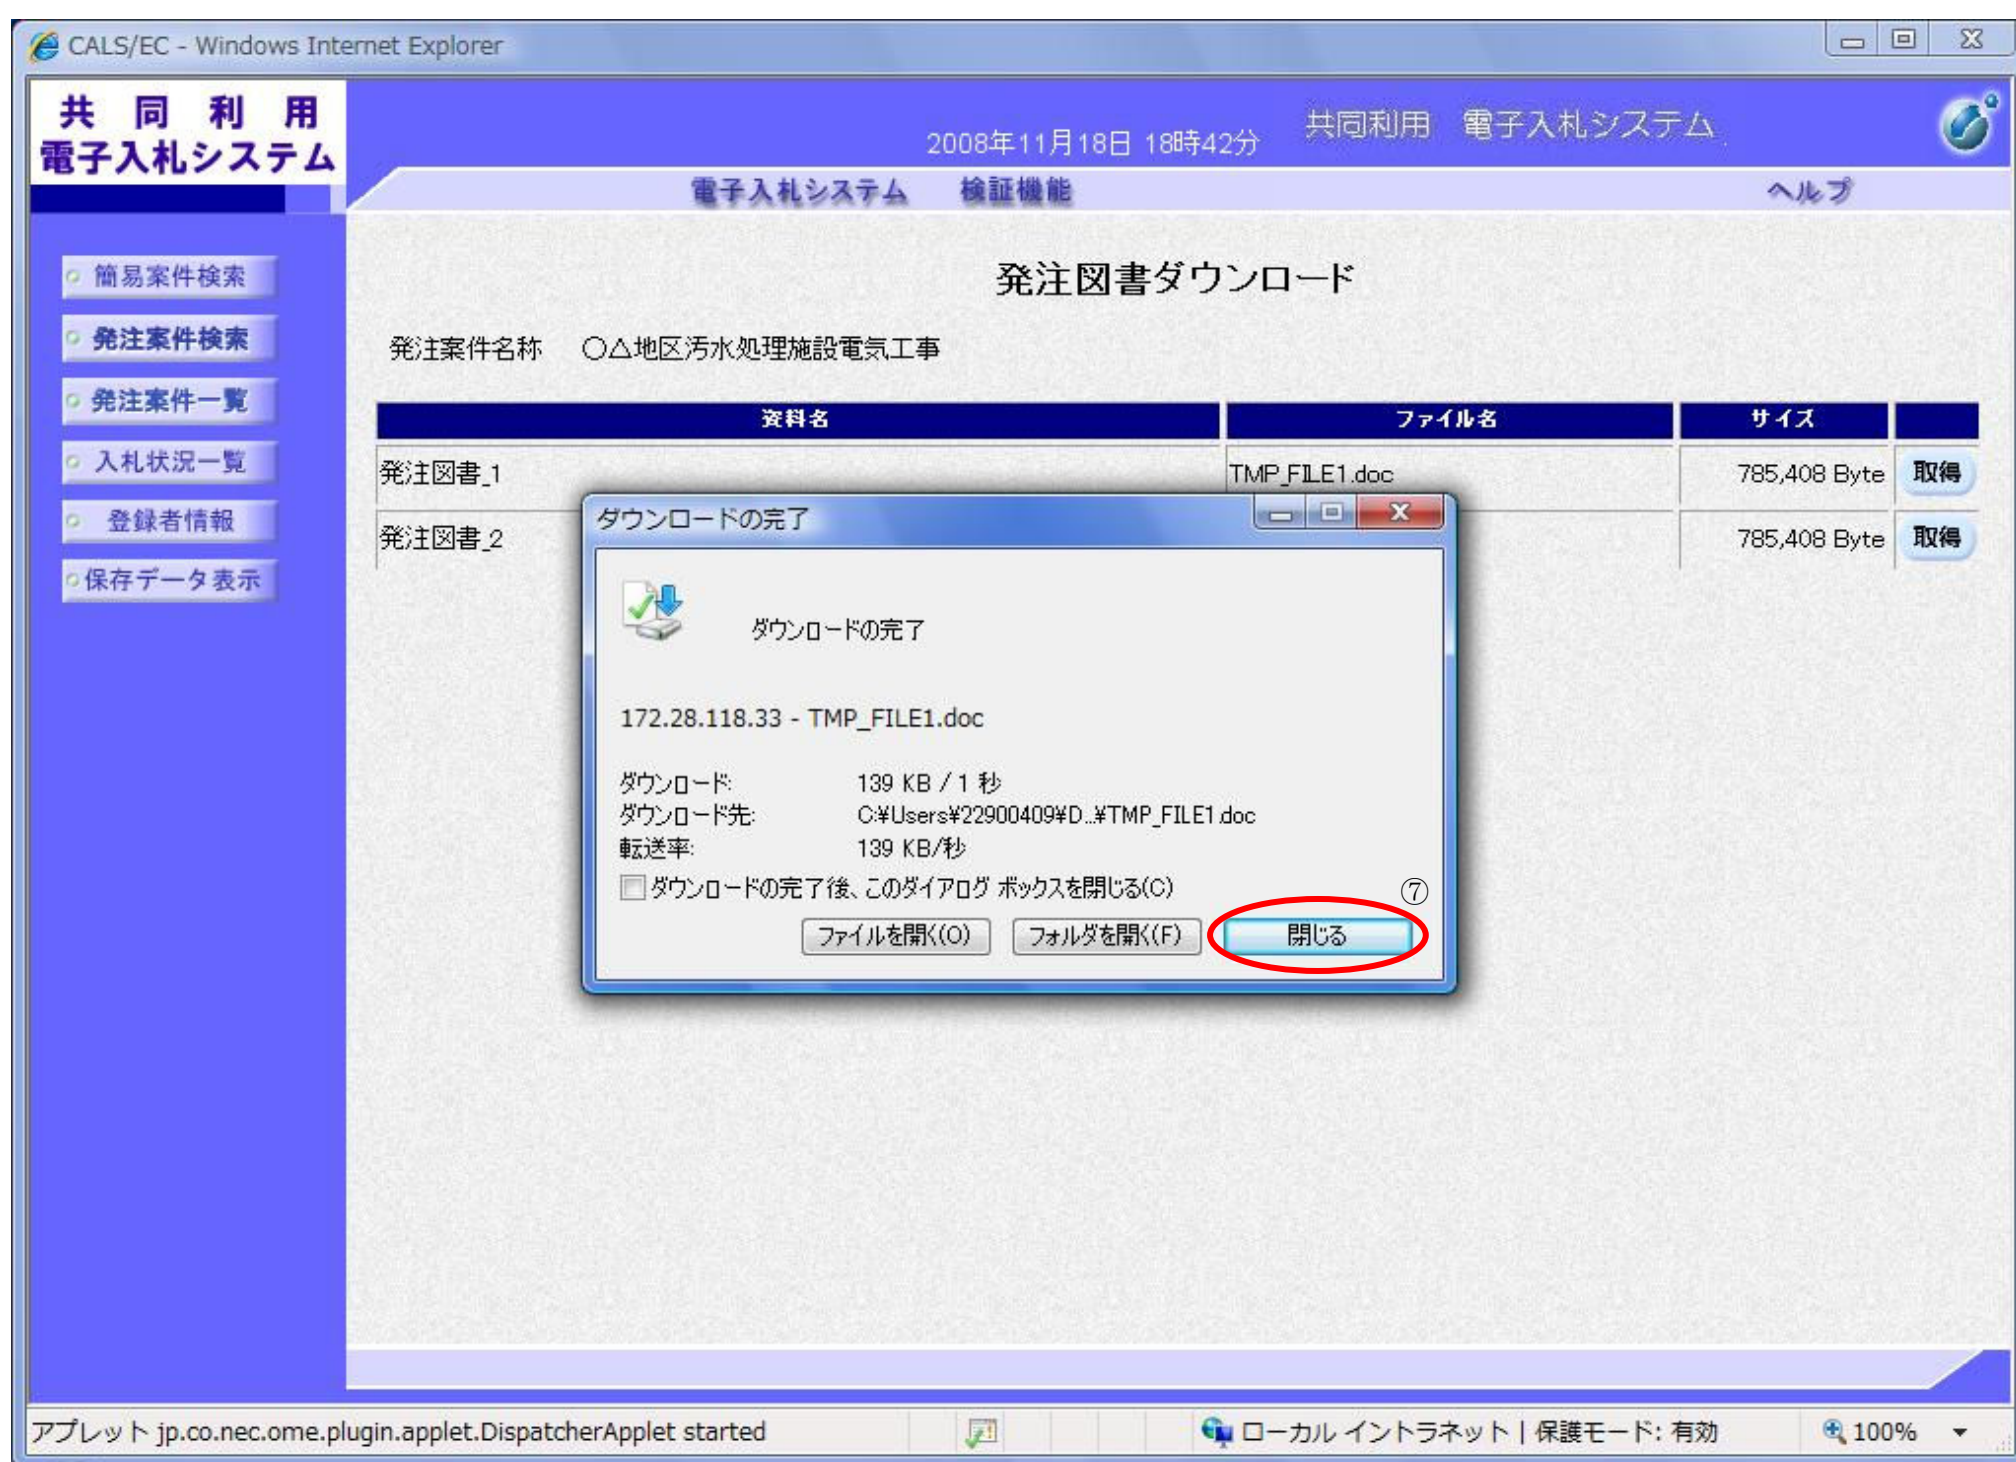 CALS/EC - Windows Internet Explorer
共同利用
電子入札システム
2008年11月18日 18時42分
共同利用 電子入札システム
電子入札システム 検証機能 ヘルプ
簡易案件検索
発注案件検索
発注案件一覧
入札状況一覧
登録者情報
保存データ表示
発注図書ダウンロード
発注案件名称 〇△地区汚水処理施設電気工事
資料名 ファイル名 サイズ
発注図書_1 TMP_FILE1.doc 785,408 Byte 取得
発注図書_2 785,408 Byte 取得
ダウンロードの完了
ダウンロードの完了
172.28.118.33 - TMP_FILE1.doc
ダウンロード: 139 KB / 1 秒
ダウンロード先: C:¥Users¥22900409¥D..¥TMP_FILE1.doc
転送率: 139 KB/秒
ダウンロードの完了後、このダイアログ ボックスを閉じる(C)
⑦
ファイルを開く(O) フォルダを開く(F) 閉じる
アプレット jp.co.nec.ome.plugin.applet.DispatcherApplet started
ローカル イントラネット | 保護モード: 有効
100%